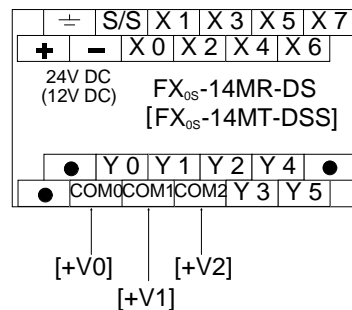 ⏚ S/S X 1 X 3 X 5 X 7
+ − X 0 X 2 X 4 X 6
24V DC
(12V DC)
FX0S-14MR-DS
[FX0S-14MT-DSS]
● Y 0 Y 1 Y 2 Y 4 ●
● COM0 COM1 COM2 Y 3 Y 5
[+V0] [+V2]
[+V1]